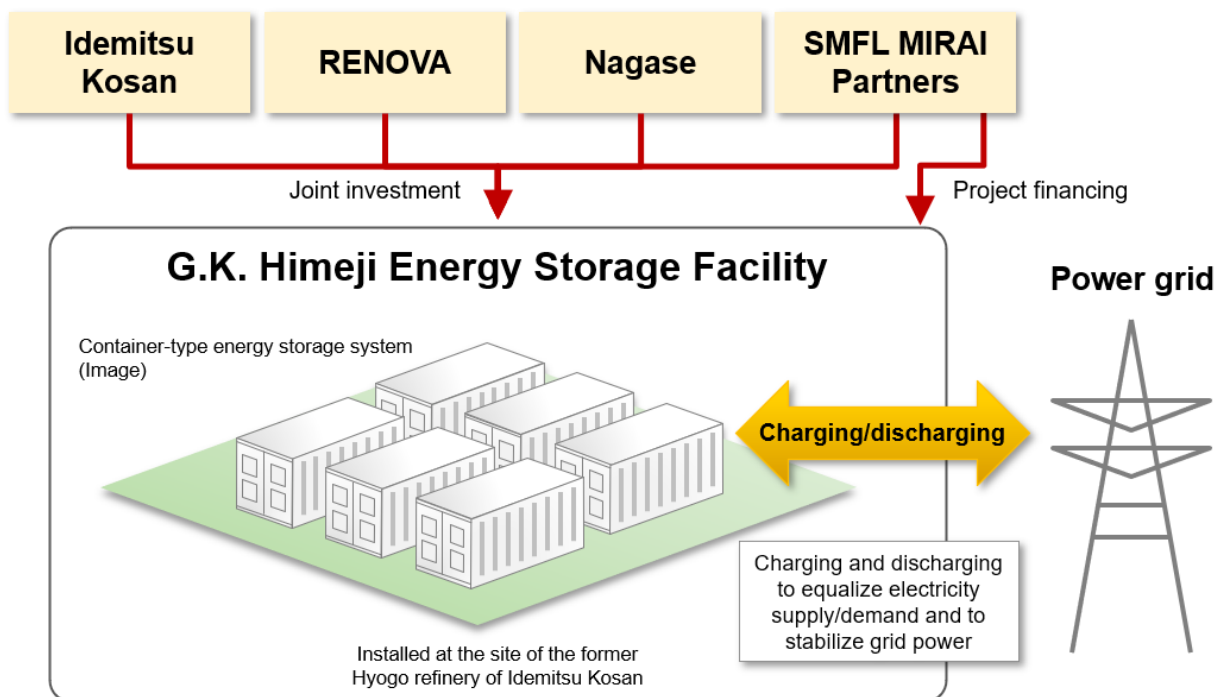 Idemitsu
Kosan
RENOVA
Nagase
SMFL MIRAI
Partners
Joint investment
Project financing
G.K. Himeji Energy Storage Facility
Power grid
Container-type energy storage system
(Image)
Charging/discharging
Charging and discharging
to equalize electricity
supply/demand and to
stabilize grid power
Installed at the site of the former
Hyogo refinery of Idemitsu Kosan